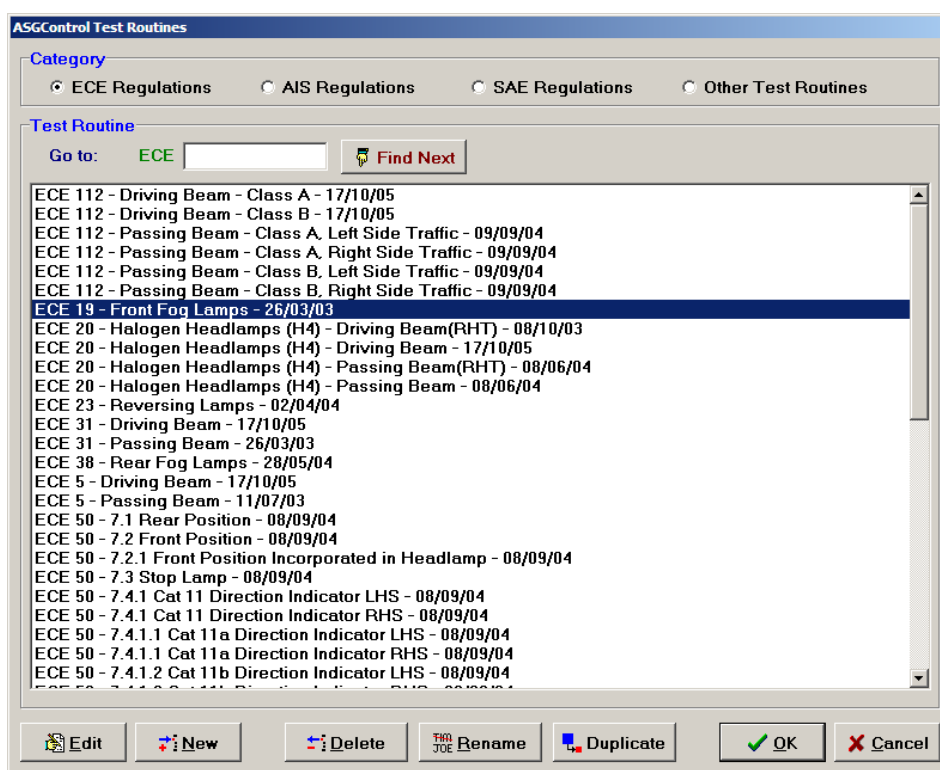 ASGControl Test Routines
Category
ECE Regulations AIS Regulations SAE Regulations Other Test Routines
Test Routine
Go to: ECE Find Next
ECE 112 - Driving Beam - Class A - 17/10/05
ECE 112 - Driving Beam - Class B - 17/10/05
ECE 112 - Passing Beam - Class A, Left Side Traffic - 09/09/04
ECE 112 - Passing Beam - Class A, Right Side Traffic - 09/09/04
ECE 112 - Passing Beam - Class B, Left Side Traffic - 09/09/04
ECE 112 - Passing Beam - Class B, Right Side Traffic - 09/09/04
ECE 19 - Front Fog Lamps - 26/03/03
ECE 20 - Halogen Headlamps (H4) - Driving Beam(RHT) - 08/10/03
ECE 20 - Halogen Headlamps (H4) - Driving Beam - 17/10/05
ECE 20 - Halogen Headlamps (H4) - Passing Beam(RHT) - 08/06/04
ECE 20 - Halogen Headlamps (H4) - Passing Beam - 08/06/04
ECE 23 - Reversing Lamps - 02/04/04
ECE 31 - Driving Beam - 17/10/05
ECE 31 - Passing Beam - 26/03/03
ECE 38 - Rear Fog Lamps - 28/05/04
ECE 5 - Driving Beam - 17/10/05
ECE 5 - Passing Beam - 11/07/03
ECE 50 - 7.1 Rear Position - 08/09/04
ECE 50 - 7.2 Front Position - 08/09/04
ECE 50 - 7.2.1 Front Position Incorporated in Headlamp - 08/09/04
ECE 50 - 7.3 Stop Lamp - 08/09/04
ECE 50 - 7.4.1 Cat 11 Direction Indicator LHS - 08/09/04
ECE 50 - 7.4.1 Cat 11 Direction Indicator RHS - 08/09/04
ECE 50 - 7.4.1.1 Cat 11a Direction Indicator LHS - 08/09/04
ECE 50 - 7.4.1.1 Cat 11a Direction Indicator RHS - 08/09/04
ECE 50 - 7.4.1.2 Cat 11b Direction Indicator LHS - 08/09/04
Edit New Delete TIM JOE Rename Duplicate OK Cancel